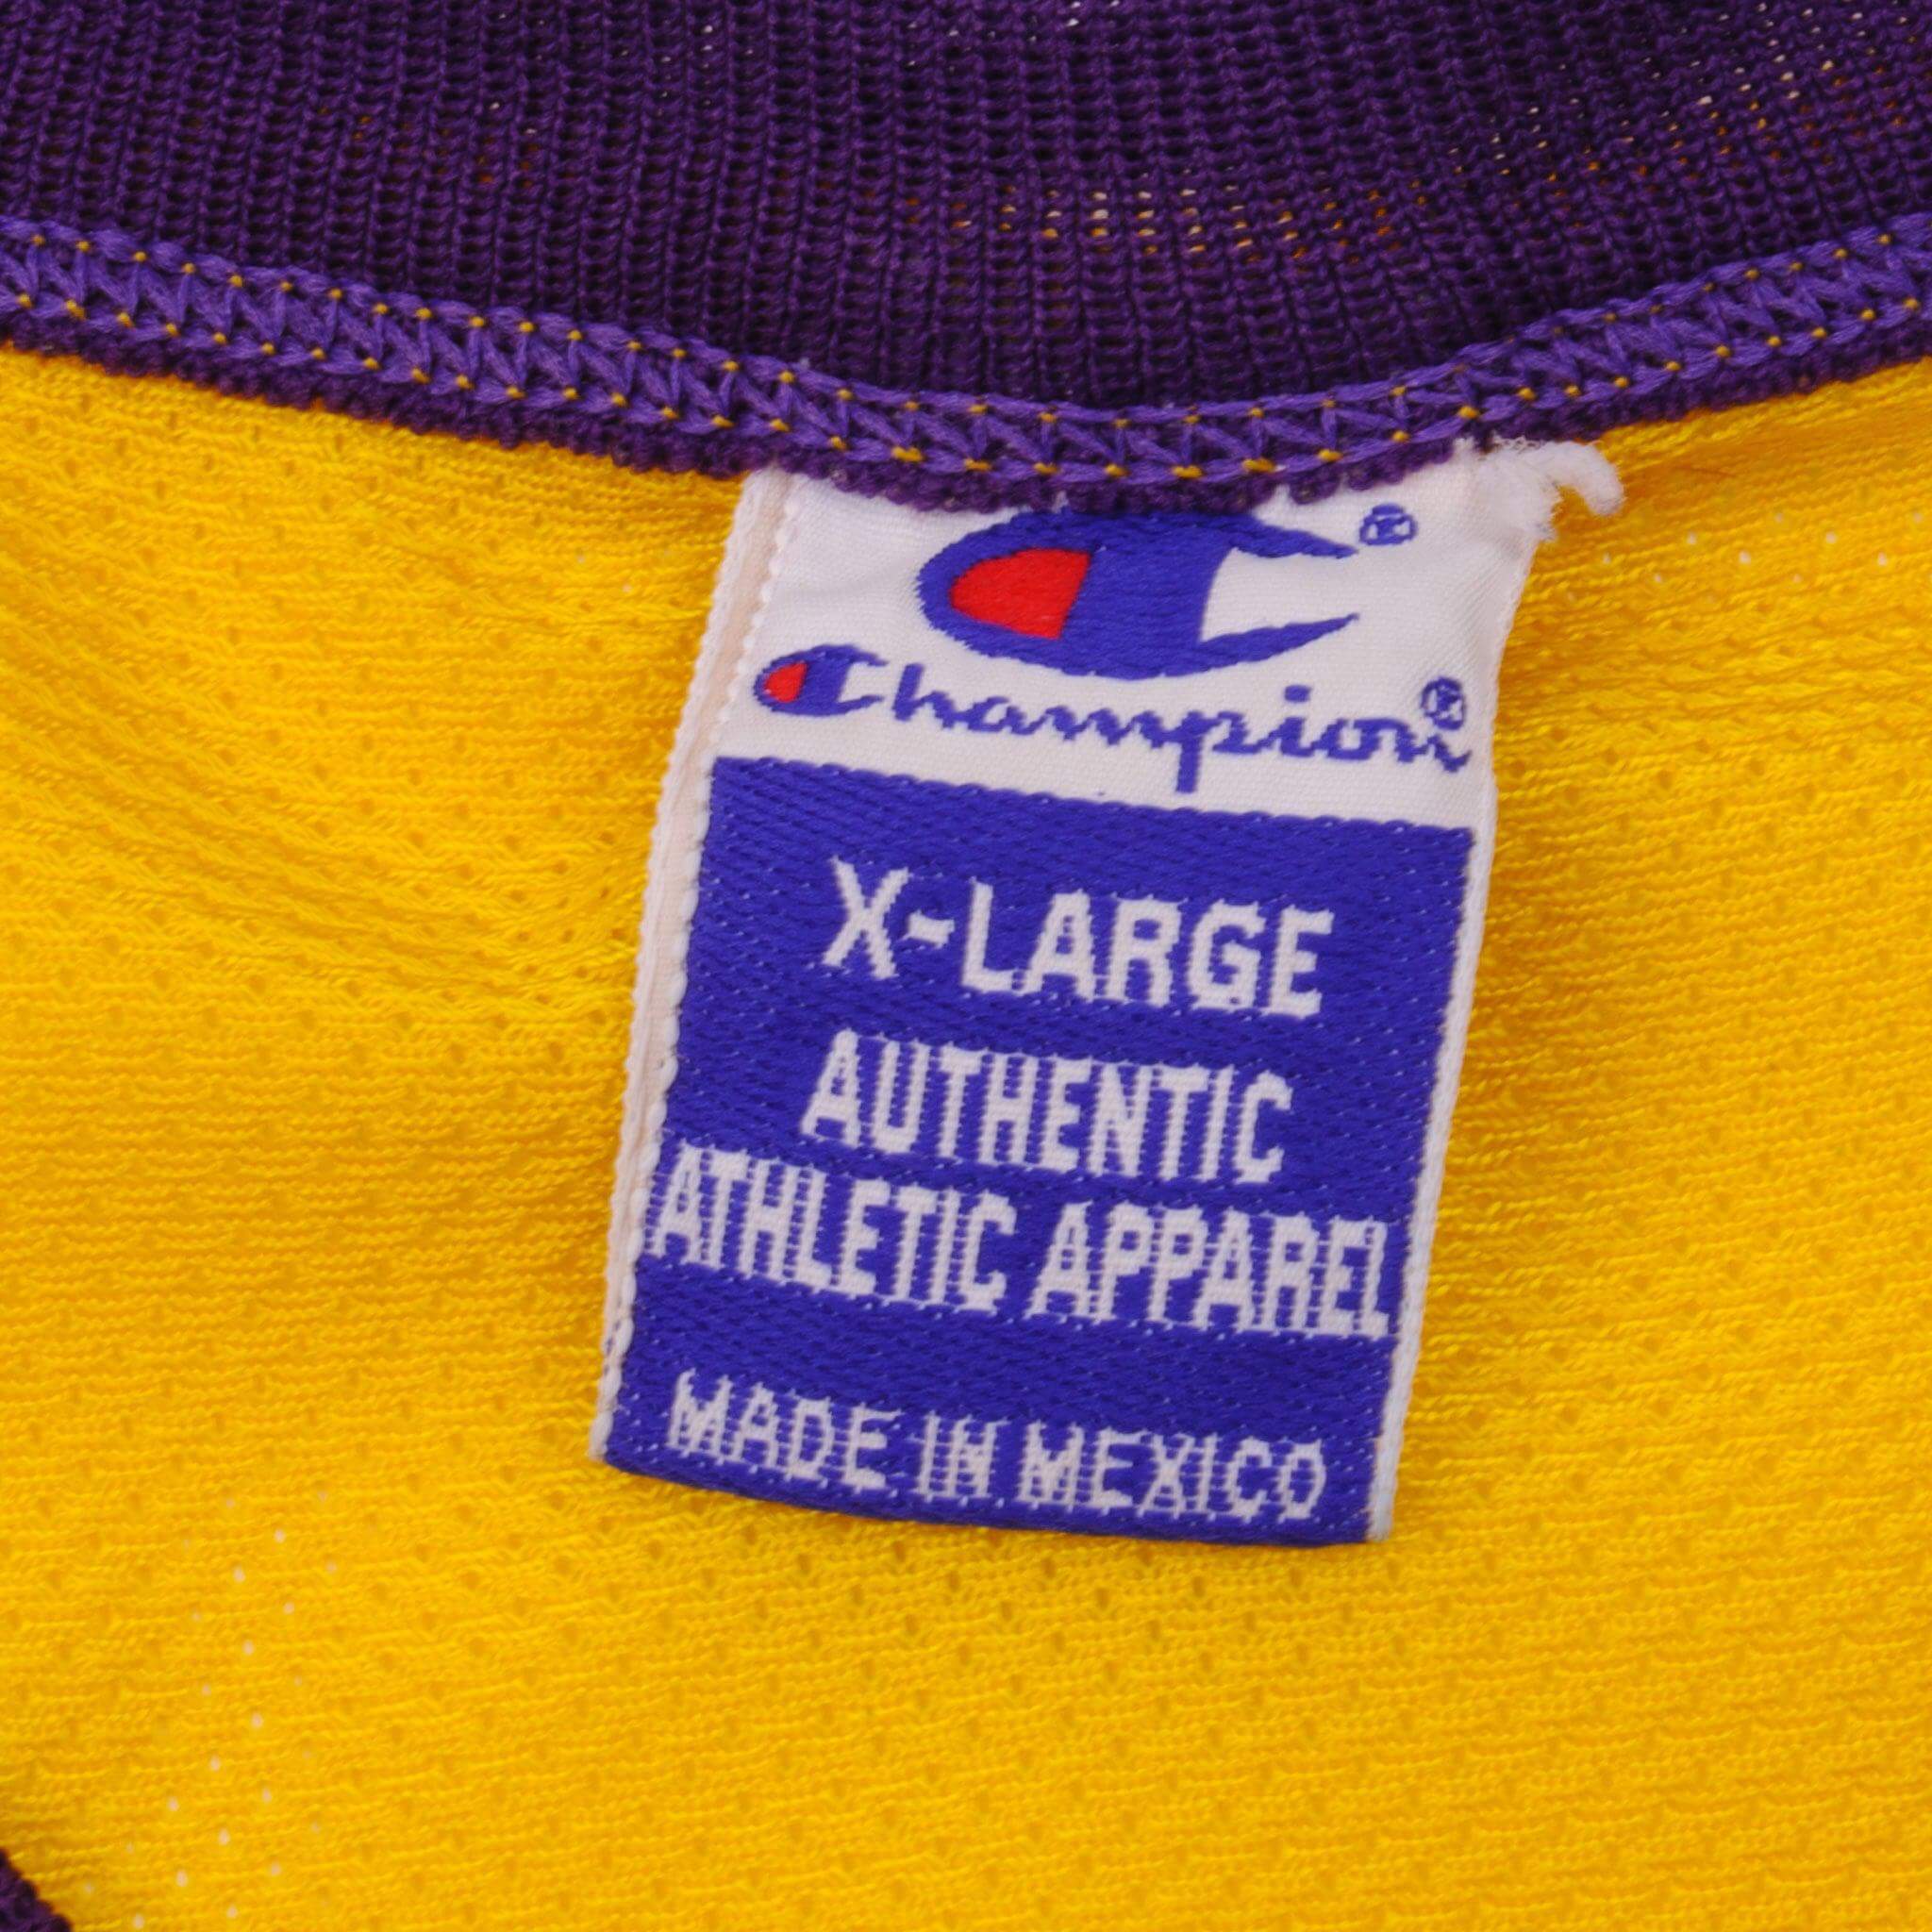 ®
Champion®
X-LARGE
AUTHENTIC
ATHLETIC APPAREL
MADE IN MEXICO